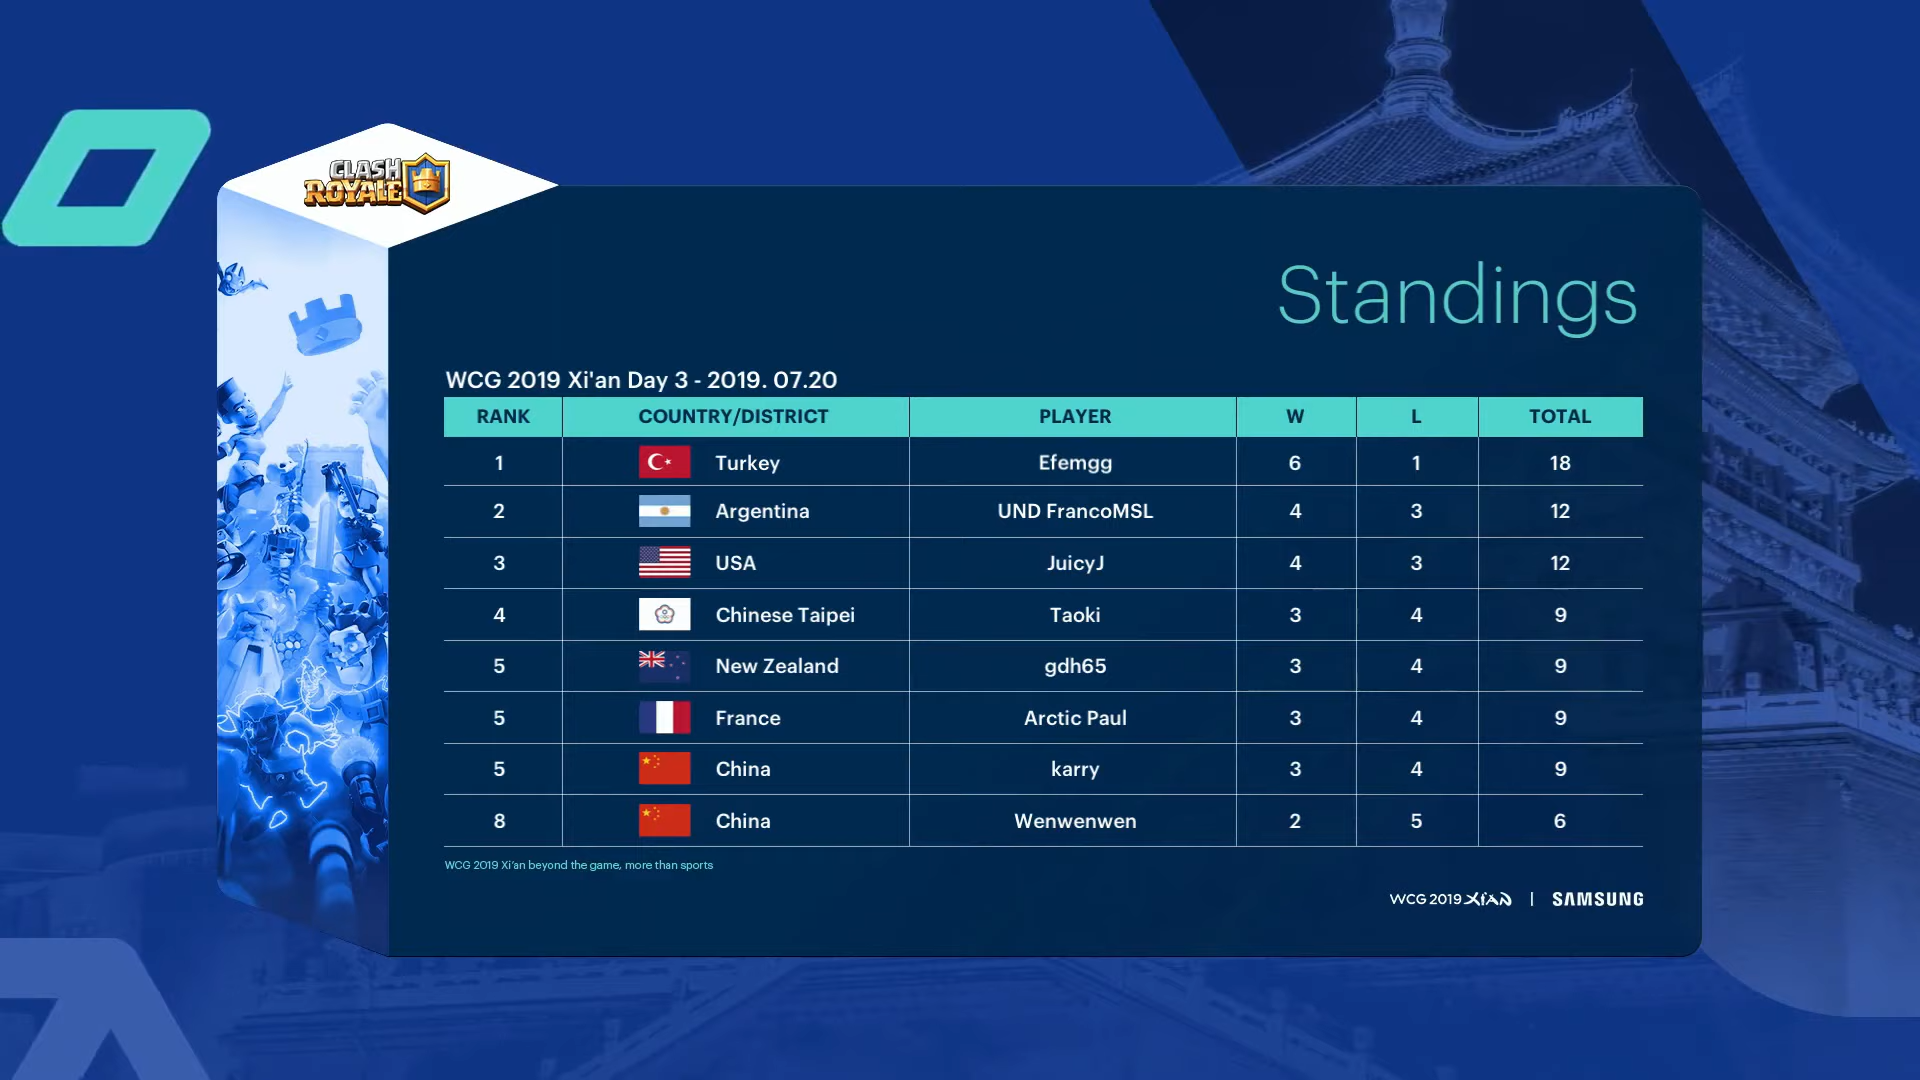 CLASH
ROYALE
Standings
WCG 2019 Xi'an Day 3 - 2019. 07.20
RANK COUNTRY/DISTRICT PLAYER W L TOTAL
1 Turkey Efemgg 6 1 18
2 Argentina UND FrancoMSL 4 3 12
3 USA JuicyJ 4 3 12
4 Chinese Taipei Taoki 3 4 9
5 New Zealand gdh65 3 4 9
5 France Arctic Paul 3 4 9
5 China karry 3 4 9
8 China Wenwenwen 2 5 6
WCG 2019 Xi'an beyond the game, more than sports
WCG 2019 XI'AN | SAMSUNG